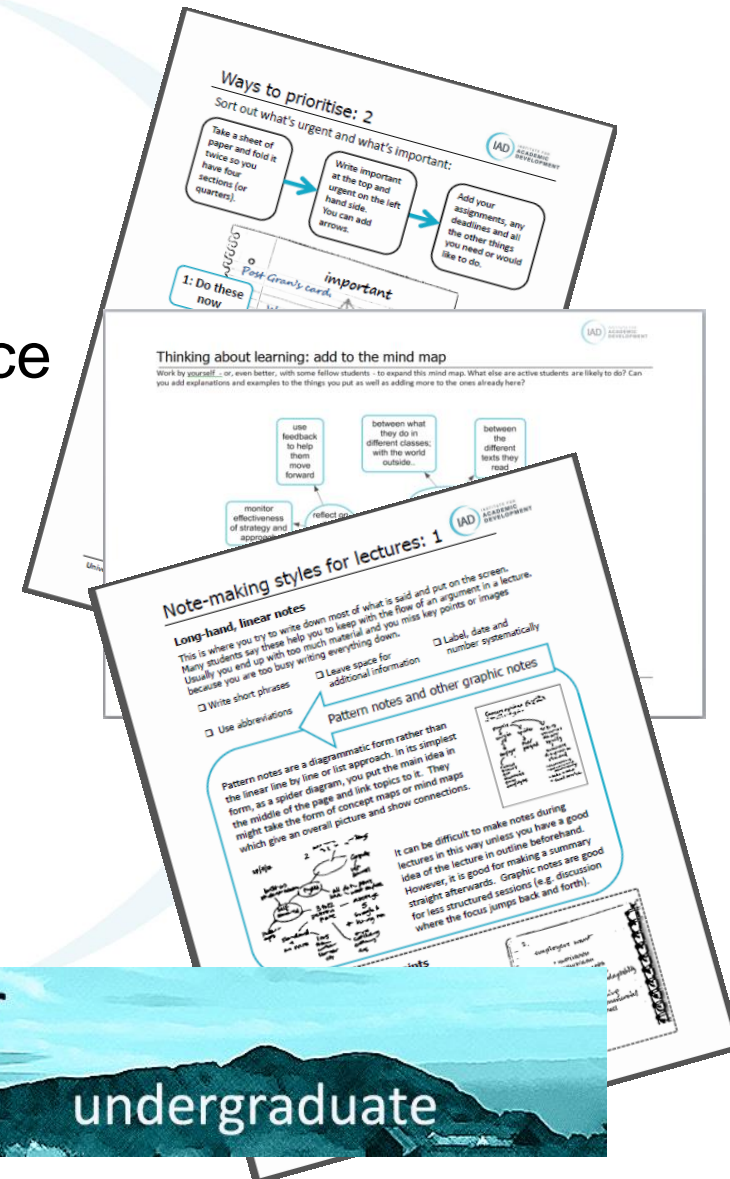 Ways to prioritise: 2
Sort out what's urgent and what's important:
IAD
INSTITUTE FOR
ACADEMIC
DEVELOPMENT
Take a sheet of
paper and fold it
twice so you
have four
sections (or
quarters).
Write important
at the top and
urgent on the left
hand side.
You can add
arrows.
Add your
assignments, any
deadlines and all
the other things
you need or would
like to do.
Post Gran's card.
important
1: Do these
now
ce
IAD
INSTITUTE FOR
ACADEMIC
DEVELOPMENT
Thinking about learning: add to the mind map
Work by yourself - or, even better, with some fellow students - to expand this mind map. What else are active students are likely to do? Can
you add explanations and examples to the things you put as well as adding more to the ones already here?
use
feedback
to help
them
move
forward
between what
they do in
different classes;
with the world
outside..
between
the
different
texts they
read
monitor
effectiveness
of strategy and
reflect on
Note-making styles for lectures: 1
IAD
INSTITUTE FOR
ACADEMIC
DEVELOPMENT
Long-hand, linear notes
This is where you try to write down most of what is said and put on the screen.
Many students say these help you to keep with the flow of an argument in a lecture.
Usually you end up with too much material and you miss key points or images
because you are too busy writing everything down.
❑ Write short phrases
❑ Leave space for
additional information
❑ Label, date and
number systematically
❑ Use abbreviations
Pattern notes and other graphic notes
Pattern notes are a diagrammatic form rather than
the linear line by line or list approach. In its simplest
form, as a spider diagram, you put the main idea in
the middle of the page and link topics to it. They
might take the form of concept maps or mind maps
which give an overall picture and show connections.
It can be difficult to make notes during
lectures in this way unless you have a good
idea of the lecture in outline beforehand.
However, it is good for making a summary
straight afterwards. Graphic notes are good
for less structured sessions (e.g. discussion
where the focus jumps back and forth).
employers want
undergraduate